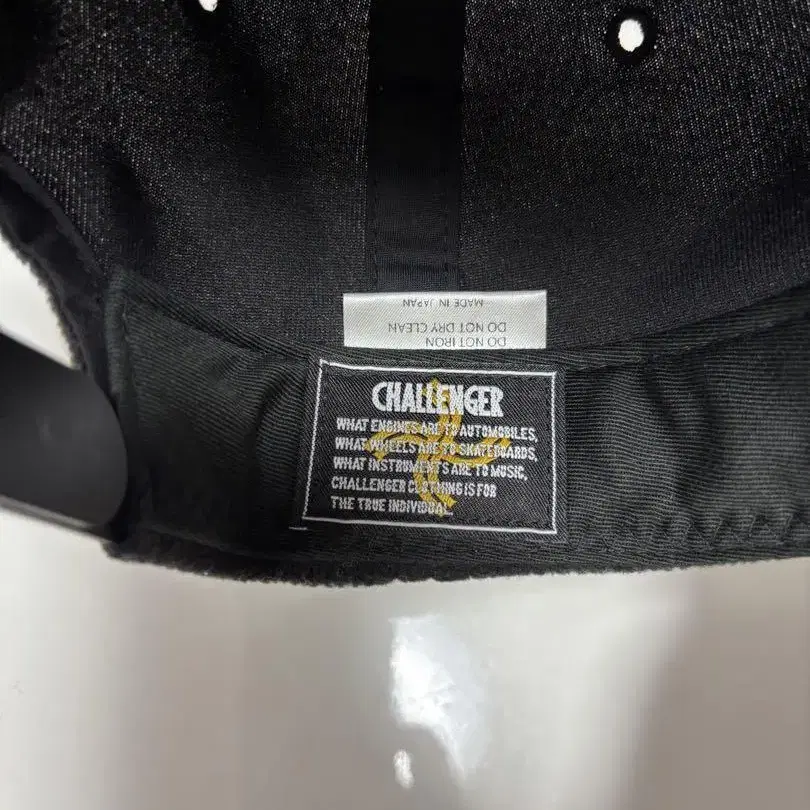 MADE IN JAPAN
DO NOT DRY CLEAN
DO NOT IRON
CHALLENGER
WHAT ENGINES ARE TO AUTOMOBILES,
WHAT WHEELS ARE TO SKATEBOARDS,
WHAT INSTRUMENTS ARE TO MUSIC,
CHALLENGER CLOTHING IS FOR
THE TRUE INDIVIDUAL.